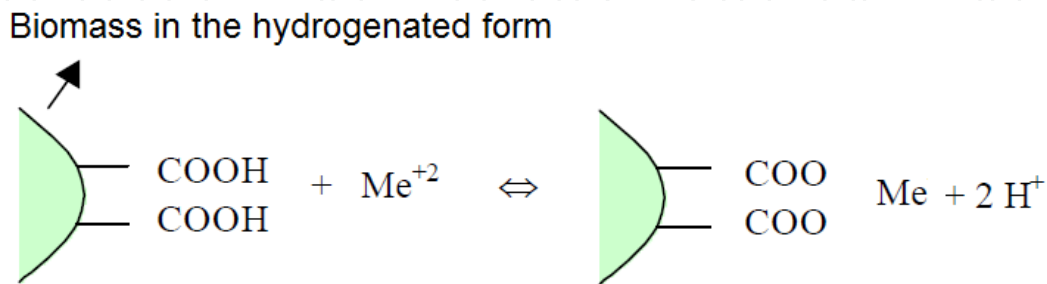 Biomass in the hydrogenated form
COOH + Me+2 ⇔ COO Me + 2 H+
COOH COO